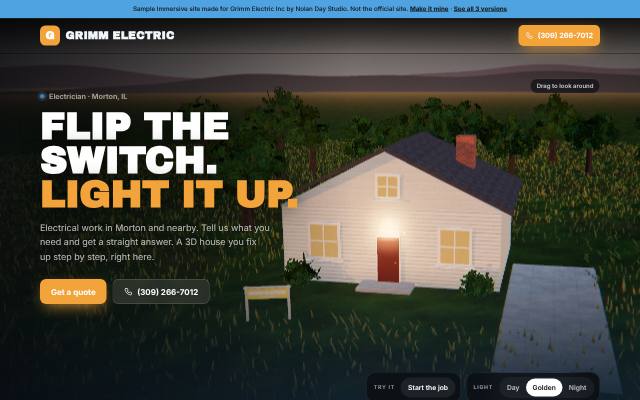 Sample Immersive site made for Grimm Electric Inc by Nolan Day Studio. Not the official site. Make it mine · See all 3 versions
G GRIMM ELECTRIC
(309) 266-7012
Drag to look around
Electrician · Morton, IL
FLIP THE
SWITCH.
LIGHT IT UP.
Electrical work in Morton and nearby. Tell us what you
need and get a straight answer. A 3D house you fix
up step by step, right here.
Get a quote
(309) 266-7012
TRY IT Start the job
LIGHT Day Golden Night